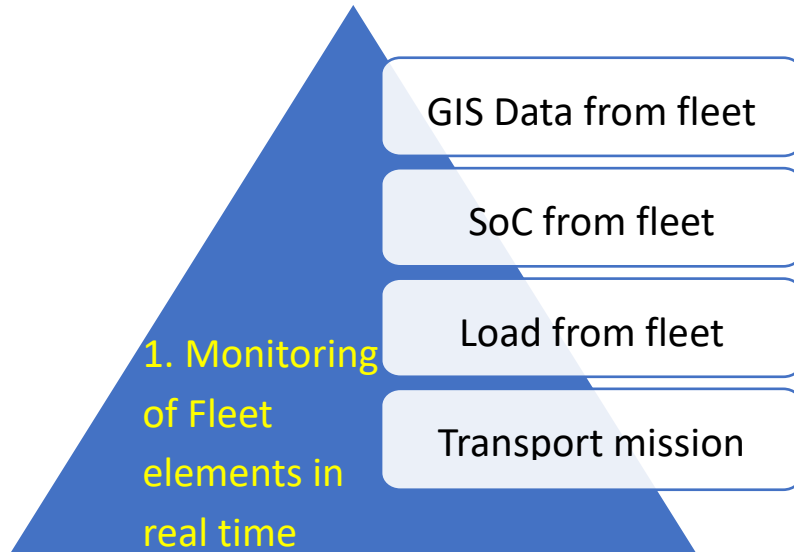 GIS Data from fleet
SoC from fleet
Load from fleet
Transport mission
1. Monitoring
of Fleet
elements in
real time